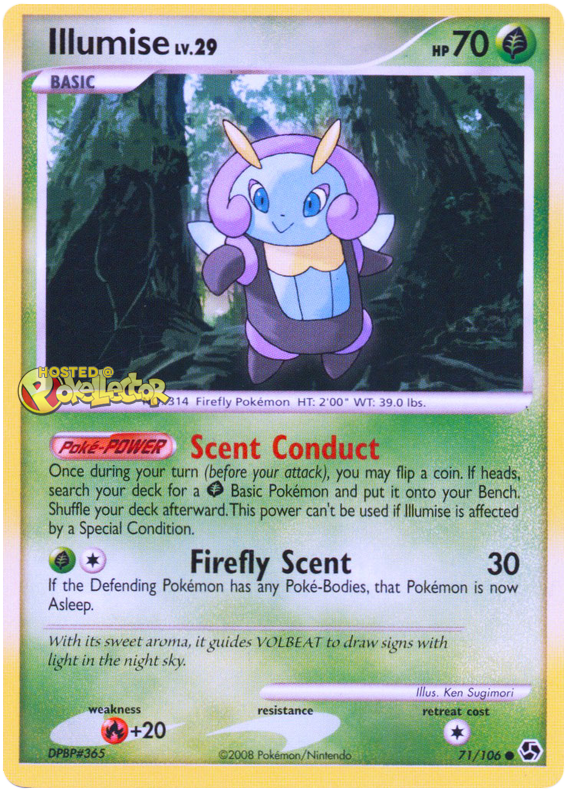 Illumise LV.29 HP 70
BASIC
HOSTED @
Pokellector
314 Firefly Pokémon HT: 2'00" WT: 39.0 lbs.
Poké-POWER Scent Conduct
Once during your turn (before your attack), you may flip a coin. If heads,
search your deck for a Basic Pokémon and put it onto your Bench.
Shuffle your deck afterward. This power can't be used if Illumise is affected
by a Special Condition.
Firefly Scent 30
If the Defending Pokémon has any Poké-Bodies, that Pokémon is now
Asleep.
With its sweet aroma, it guides VOLBEAT to draw signs with
light in the night sky.
Illus. Ken Sugimori
weakness resistance retreat cost
+20
DPBP#365 ©2008 Pokémon/Nintendo 71/106